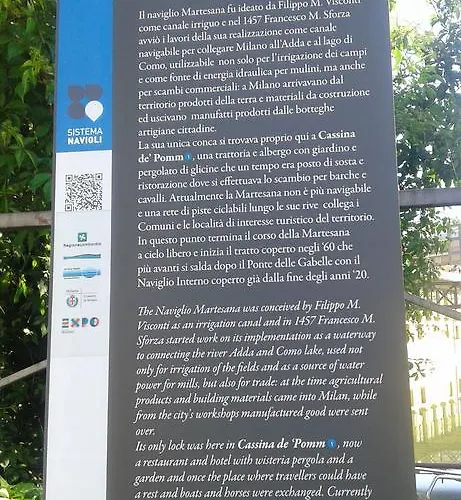 Il naviglio Martesana fu ideato da Filippo M. Visconti
come canale irriguo e nel 1457 Francesco M. Sforza
avviò i lavori della sua realizzazione come canale
navigabile per collegare Milano all'Adda e al lago di
Como, utilizzabile non solo per l'irrigazione dei campi
e come fonte di energia idraulica per mulini, ma anche
per scambi commerciali: a Milano arrivavano dal
territorio prodotti della terra e materiali da costruzione
ed uscivano manufatti prodotti dalle botteghe
artigiane cittadine.
La sua unica conca si trovava proprio qui a Cassina
de' Pomm, una trattoria e albergo con giardino e
pergolato di glicine che un tempo era posto di sosta e
ristorazione dove si effettuava lo scambio per barche e
cavalli. Attualmente la Martesana non è più navigabile
e una rete di piste ciclabili lungo le sue rive collega i
Comuni e le località di interesse turistico del territorio.
In questo punto termina il corso della Martesana
a cielo libero e inizia il tratto coperto negli '60 che
più avanti si salda dopo il Ponte delle Gabelle con il
Naviglio Interno coperto già dalla fine degli anni '20.
The Naviglio Martesana was conceived by Filippo M.
Visconti as an irrigation canal and in 1457 Francesco M.
Sforza started work on its implementation as a waterway
to connecting the river Adda and Como lake, used not
only for irrigation of the fields and as a source of water
power for mills, but also for trade: at the time agricultural
products and building materials came into Milan, while
from the city's workshops manufactured good were sent
over.
Its only lock was here in Cassina de 'Pomm, now
a restaurant and hotel with wisteria pergola and a
garden and once the place where travellers could have
a rest and boats and horses were exchanged. Currently
SISTEMA
NAVIGLI
RegioneLombardia
Milano
EXPO